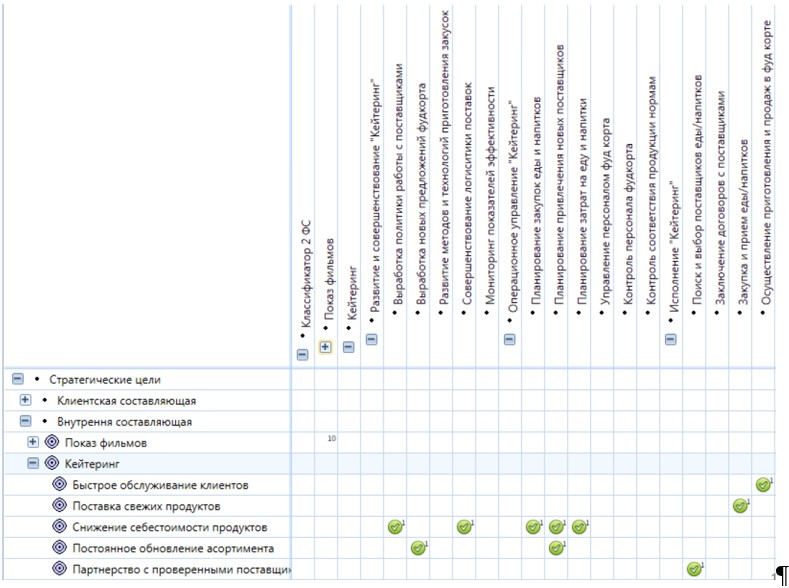 • Классификатор 2 ФС
• Показ фильмов
• Кейтеринг
• Развитие и совершенствование "Кейтеринг"
• Выработка политики работы с поставщиками
• Выработка новых предложений фудкорта
• Развитие методов и технологий приготовления закусок
• Совершенствование логиситики поставок
• Мониторинг показателей эффективности
• Операционное управление "Кейтеринг"
• Планирование закупок еды и напитков
• Планирование привлечения новых поставщиков
• Планирование затрат на еду и напитки
• Управление персоналом фуд корта
• Контроль персонала фудкорта
• Контроль соответствия продукции нормам
• Исполнение "Кейтеринг"
• Поиск и выбор поставщиков еды/напитков
• Заключение договоров с поставщиками
• Закупка и прием еды/напитков
• Осуществление приготовления и продаж в фуд корте
• Стратегические цели
• Клиентская составляющая
• Внутрення составляющая
Показ фильмов 10
Кейтеринг
Быстрое обслуживание клиентов 1
Поставка свежих продуктов 1
Снижение себестоимости продуктов 1 1 1 1 1
Постоянное обновление асортимента 1 1
Партнерство с проверенными поставщи 1
¶